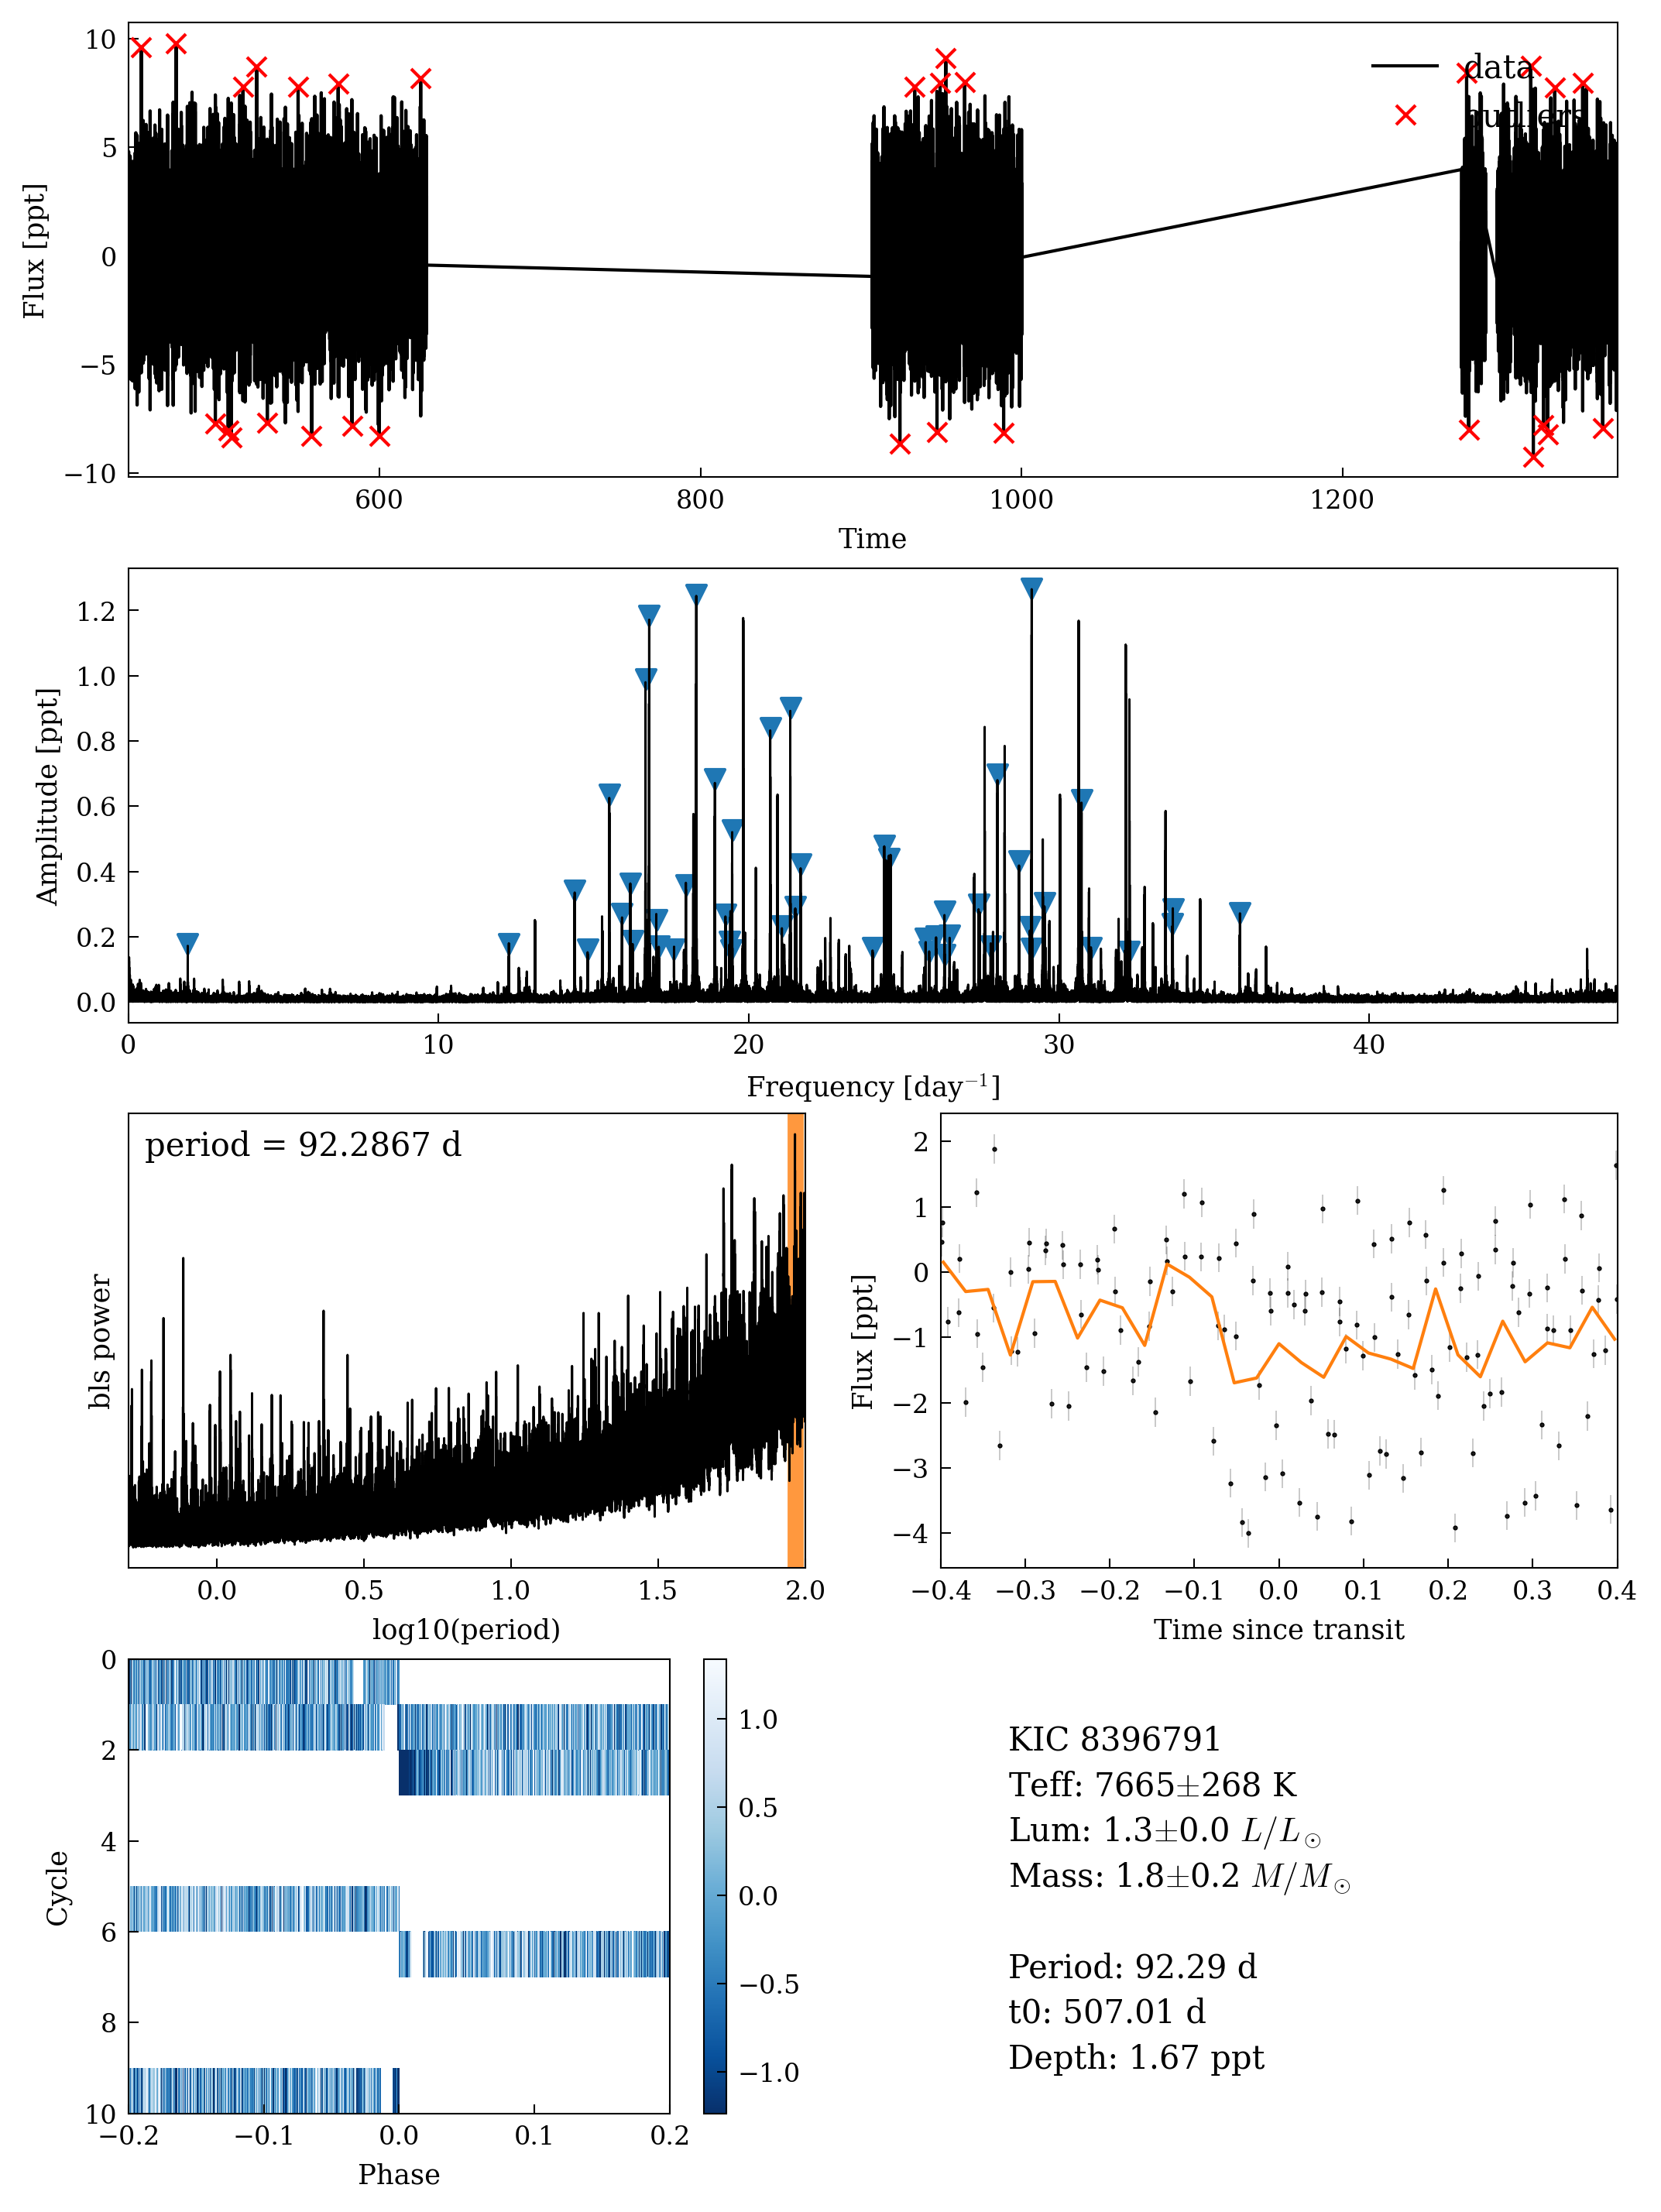 10
5
0
−5
−10
Flux [ppt]
data
outliers
600
800
1000
1200
Time
1.2
1.0
0.8
0.6
0.4
0.2
0.0
Amplitude [ppt]
0
10
20
30
40
Frequency [day⁻¹]
period = 92.2867 d
bls power
0.0
0.5
1.0
1.5
2.0
log10(period)
2
1
0
−1
−2
−3
−4
Flux [ppt]
−0.4
−0.3
−0.2
−0.1
0.0
0.1
0.2
0.3
0.4
Time since transit
0
2
4
6
8
10
Cycle
−0.2
−0.1
0.0
0.1
0.2
Phase
1.0
0.5
0.0
−0.5
−1.0
KIC 8396791
Teff: 7665±268 K
Lum: 1.3±0.0 L/L☉
Mass: 1.8±0.2 M/M☉
Period: 92.29 d
t0: 507.01 d
Depth: 1.67 ppt